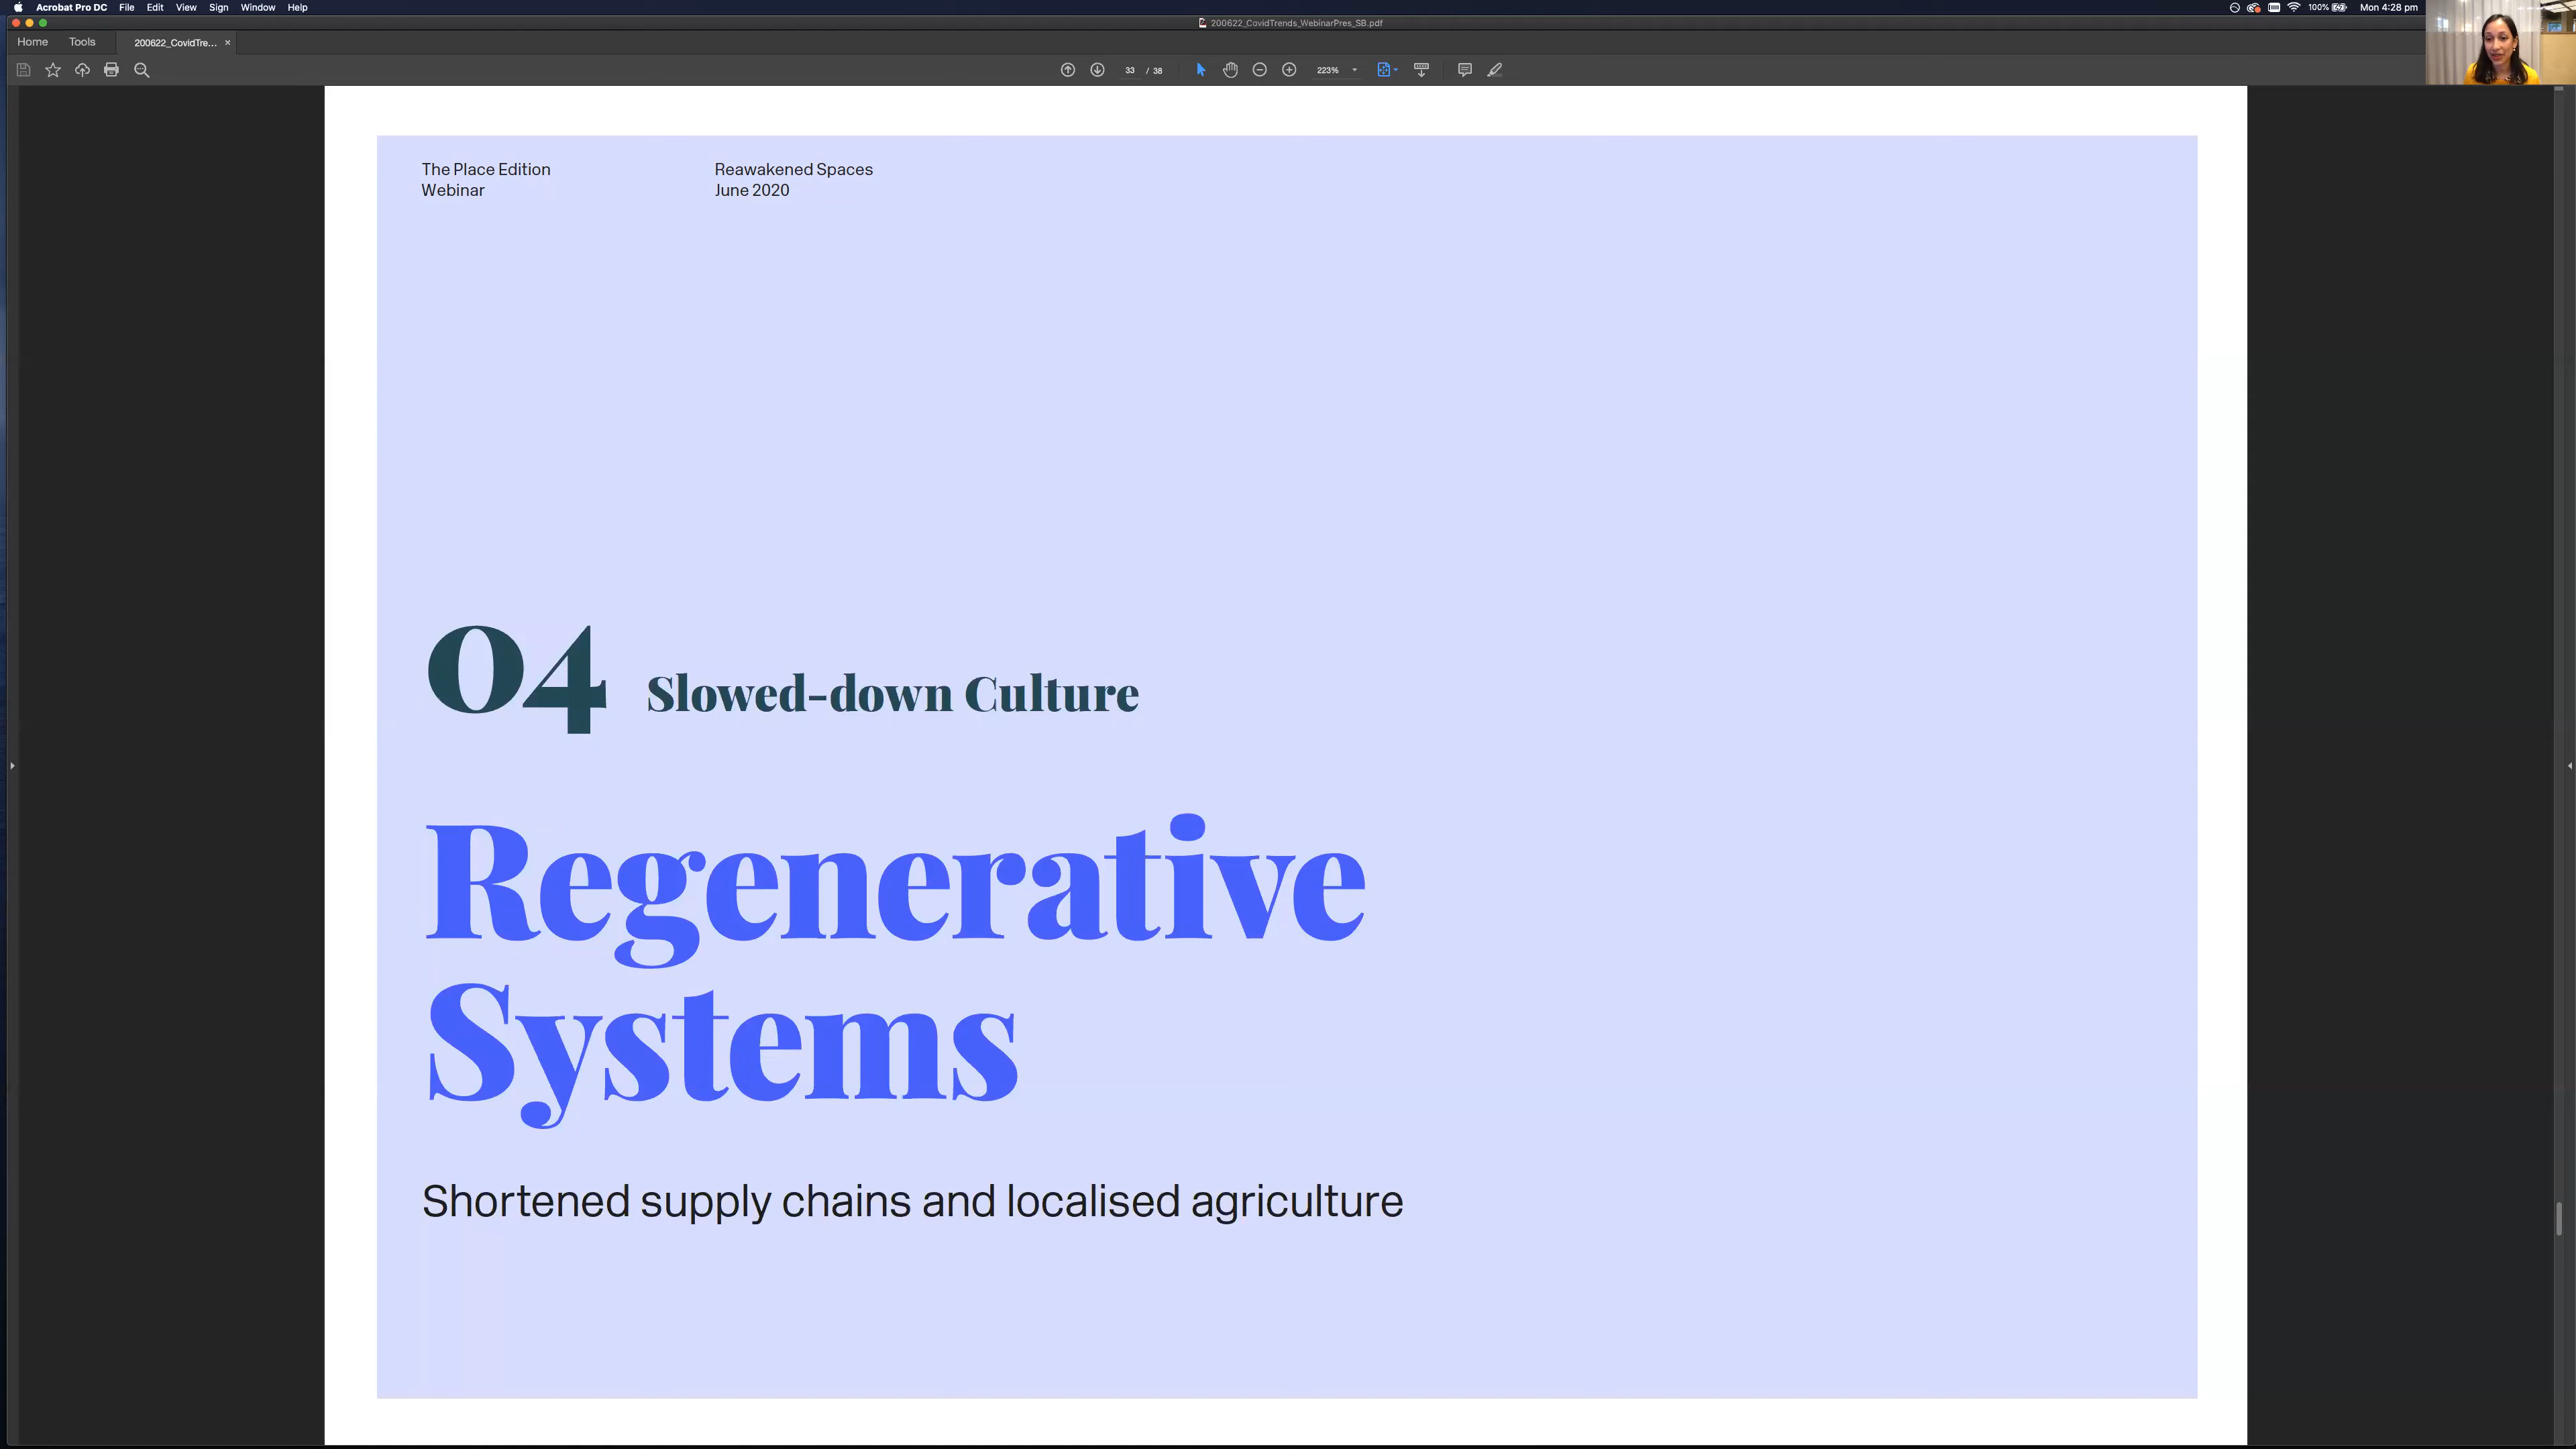 Acrobat Pro DC File Edit View Sign Window Help
100% Mon 4:28 pm
200622_CovidTrends_WebinarPres_SB.pdf
Home Tools 200622_CovidTre... ×
33 / 38 223%
The Place Edition
Webinar
Reawakened Spaces
June 2020
04 Slowed-down Culture
Regenerative
Systems
Shortened supply chains and localised agriculture